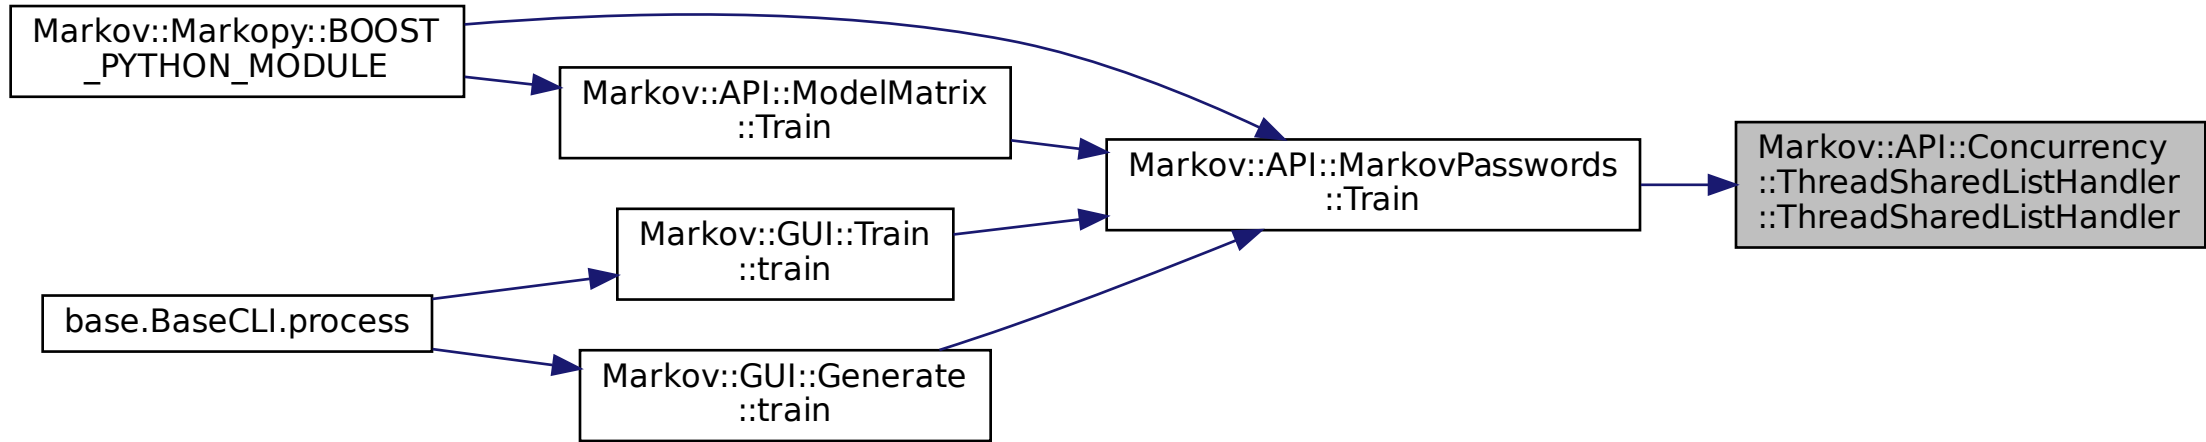 Markov::Markopy::BOOST
_PYTHON_MODULE
Markov::API::ModelMatrix
::Train
Markov::GUI::Train
::train
base.BaseCLI.process
Markov::GUI::Generate
::train
Markov::API::MarkovPasswords
::Train
Markov::API::Concurrency
::ThreadSharedListHandler
::ThreadSharedListHandler